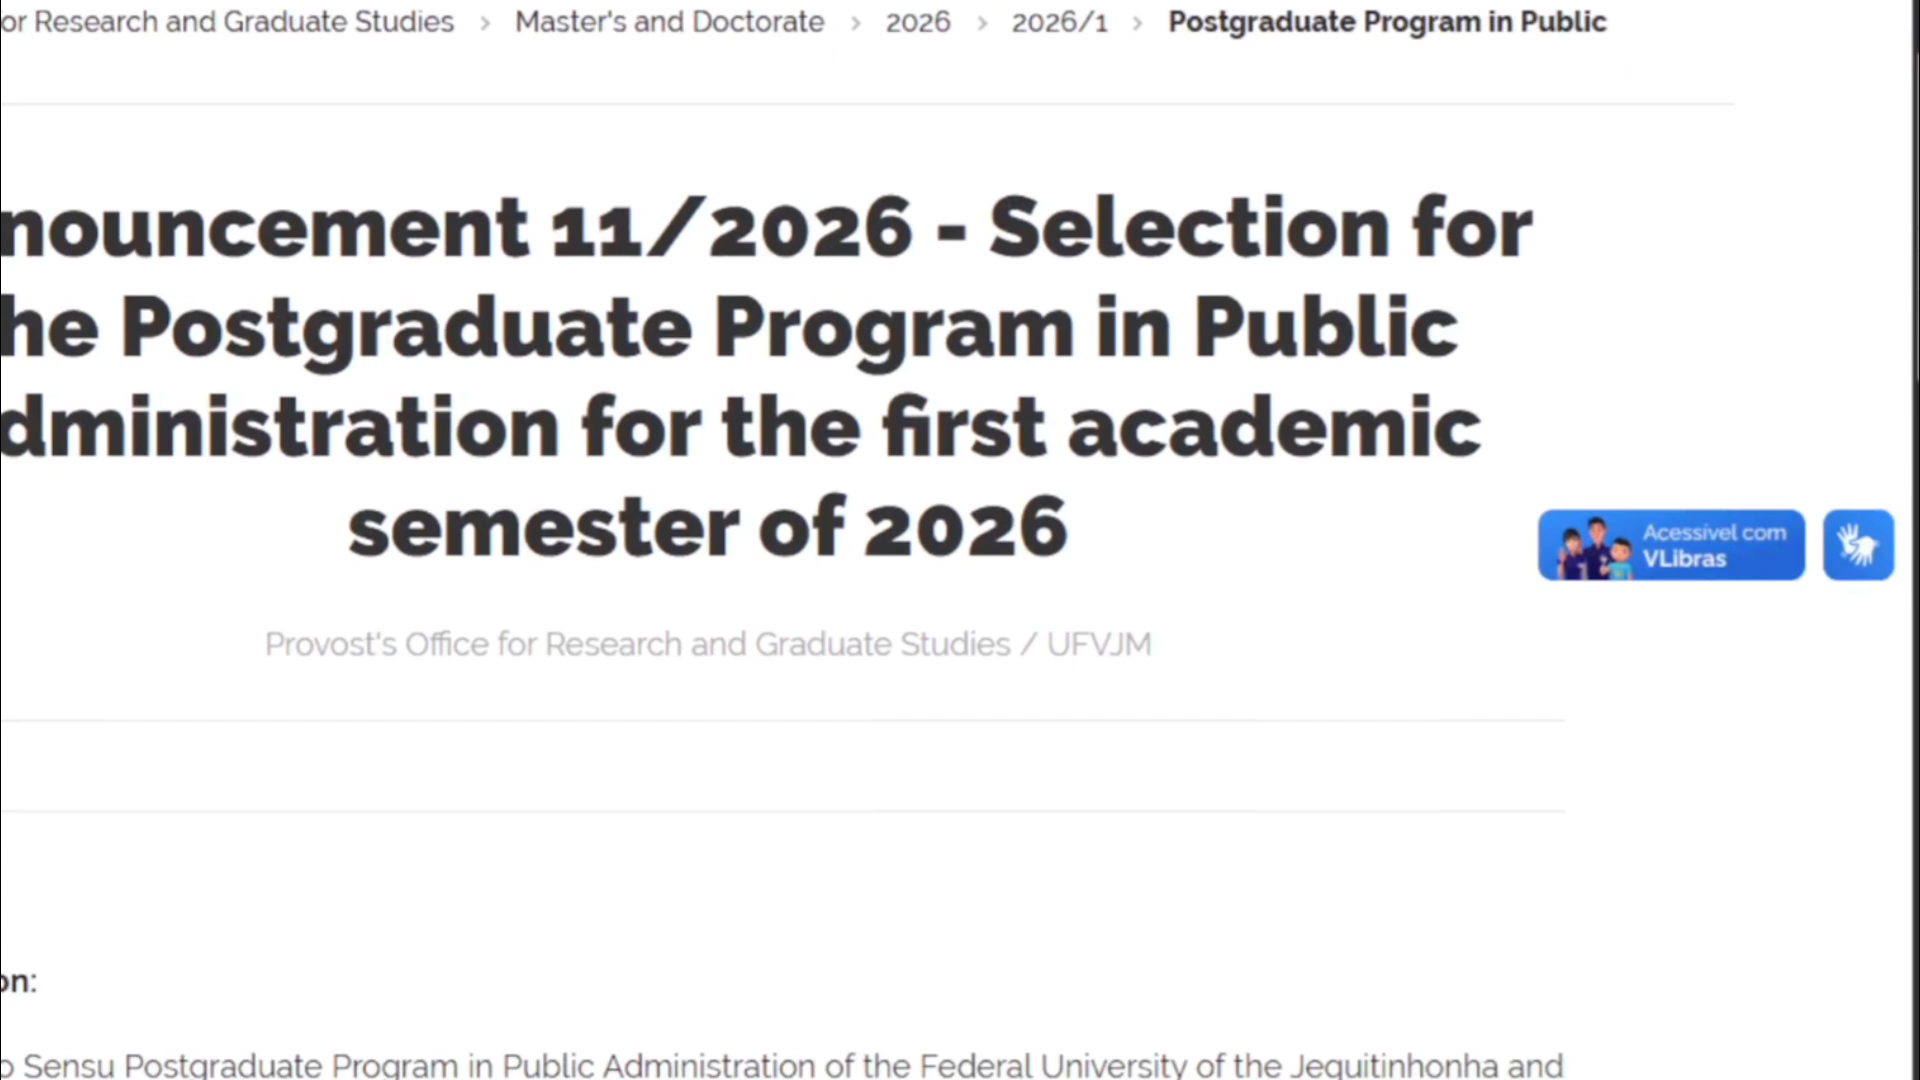 or Research and Graduate Studies > Master's and Doctorate > 2026 > 2026/1 > Postgraduate Program in Public
nouncement 11/2026 - Selection for
he Postgraduate Program in Public
dministration for the first academic
semester of 2026
Acessível com
VLibras
Provost's Office for Research and Graduate Studies / UFVJM
on:
o Sensu Postgraduate Program in Public Administration of the Federal University of the Jequitinhonha and